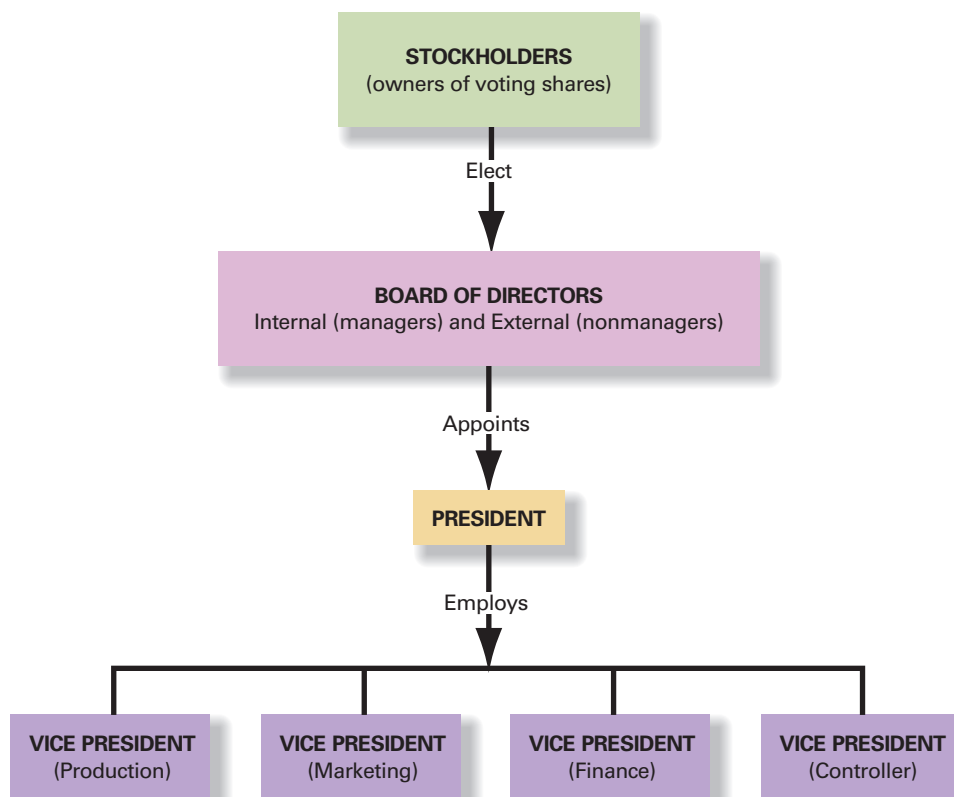 STOCKHOLDERS
(owners of voting shares)
Elect
BOARD OF DIRECTORS
Internal (managers) and External (nonmanagers)
Appoints
PRESIDENT
Employs
VICE PRESIDENT
(Production)
VICE PRESIDENT
(Marketing)
VICE PRESIDENT
(Finance)
VICE PRESIDENT
(Controller)